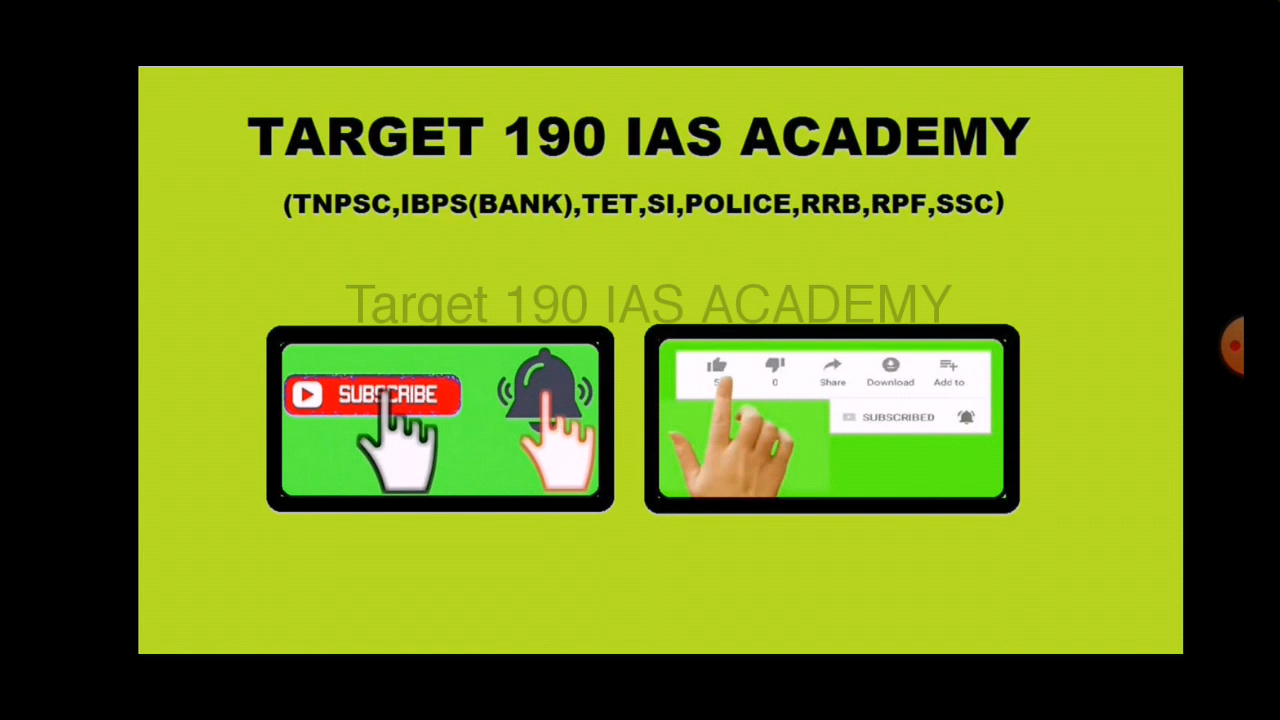 TARGET 190 IAS ACADEMY
(TNPSC,IBPS(BANK),TET,SI,POLICE,RRB,RPF,SSC)
Target 190 IAS ACADEMY
SUBSCRIBE
0 Share Download Add to
SUBSCRIBED